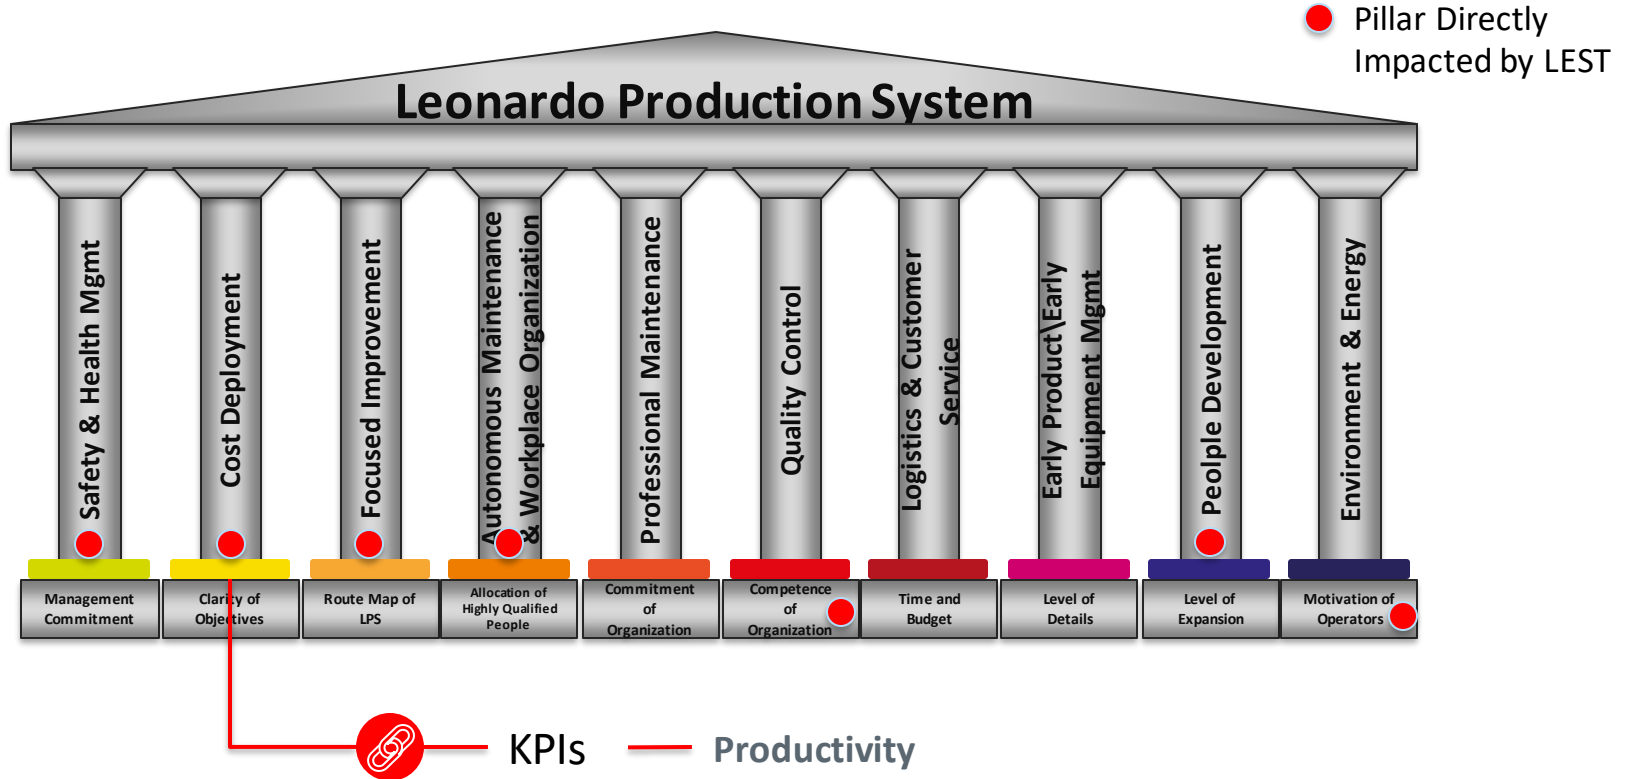 Pillar Directly
Impacted by LEST
Leonardo Production System
Safety & Health Mgmt
Cost Deployment
Focused Improvement
Autonomous Maintenance
& Workplace Organization
Professional Maintenance
Quality Control
Logistics & Customer
Service
Early Product\Early
Equipment Mgmt
Peolple Development
Environment & Energy
Management
Commitment
Clarity of
Objectives
Route Map of
LPS
Allocation of
Highly Qualified
People
Commitment
of
Organization
Competence
of
Organization
Time and
Budget
Level of
Details
Level of
Expansion
Motivation of
Operators
KPIs
Productivity